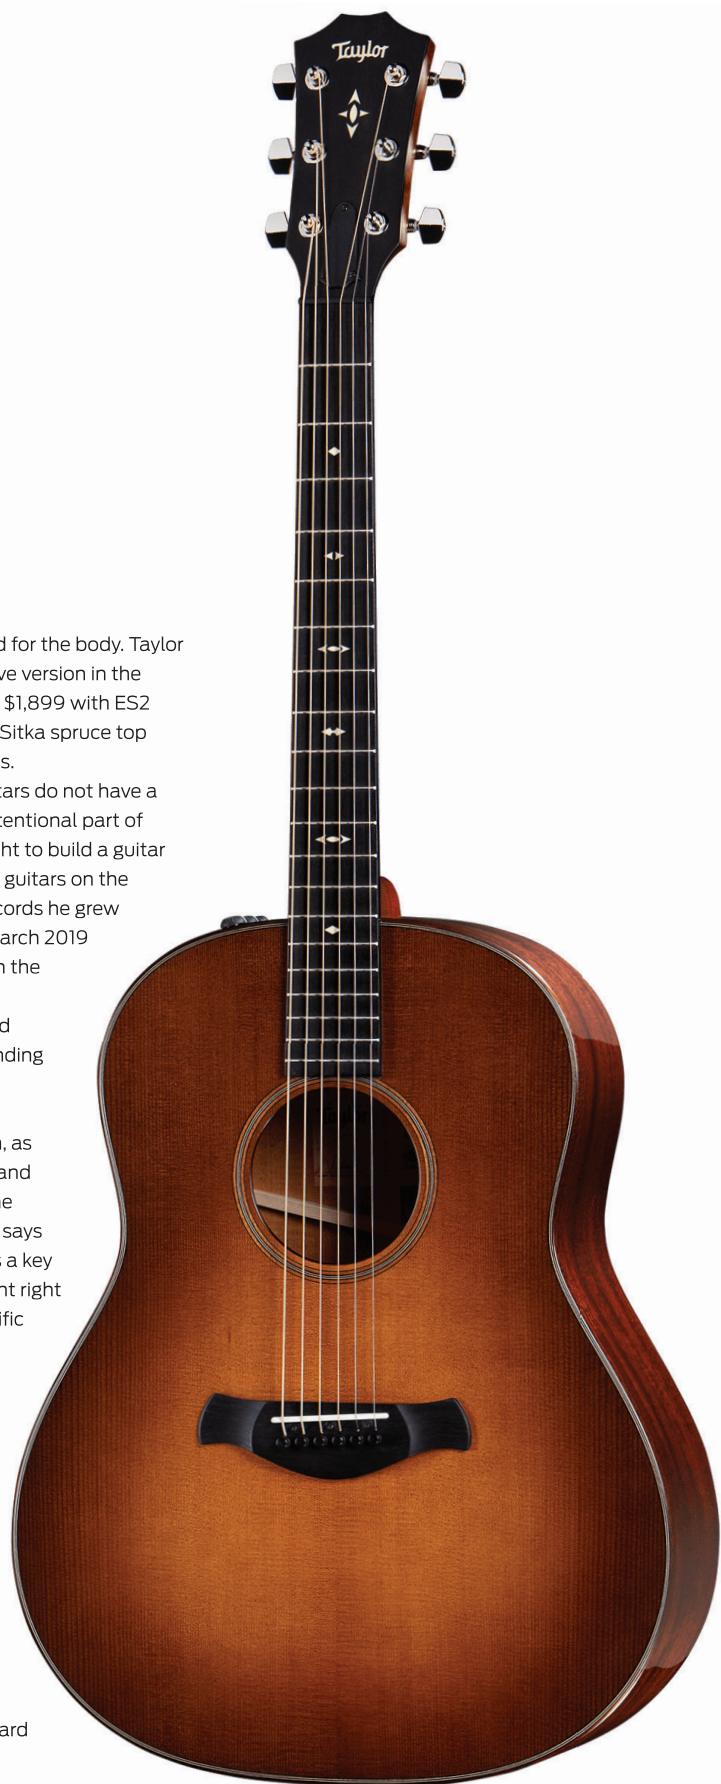 Taylor
d for the body. Taylor
ve version in the
$1,899 with ES2
Sitka spruce top
s.
tars do not have a
tentional part of
ht to build a guitar
guitars on the
cords he grew
arch 2019
n the
d
nding
, as
and
ne
says
s a key
nt right
ific
ard